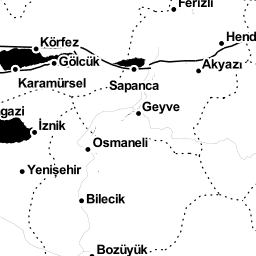 Ferizli
Hend
Körfez
Gölcük
Akyazı
Karamürsel
Sapanca
Geyve
gazi
İznik
Osmaneli
Yenişehir
Bilecik
Bozüyük